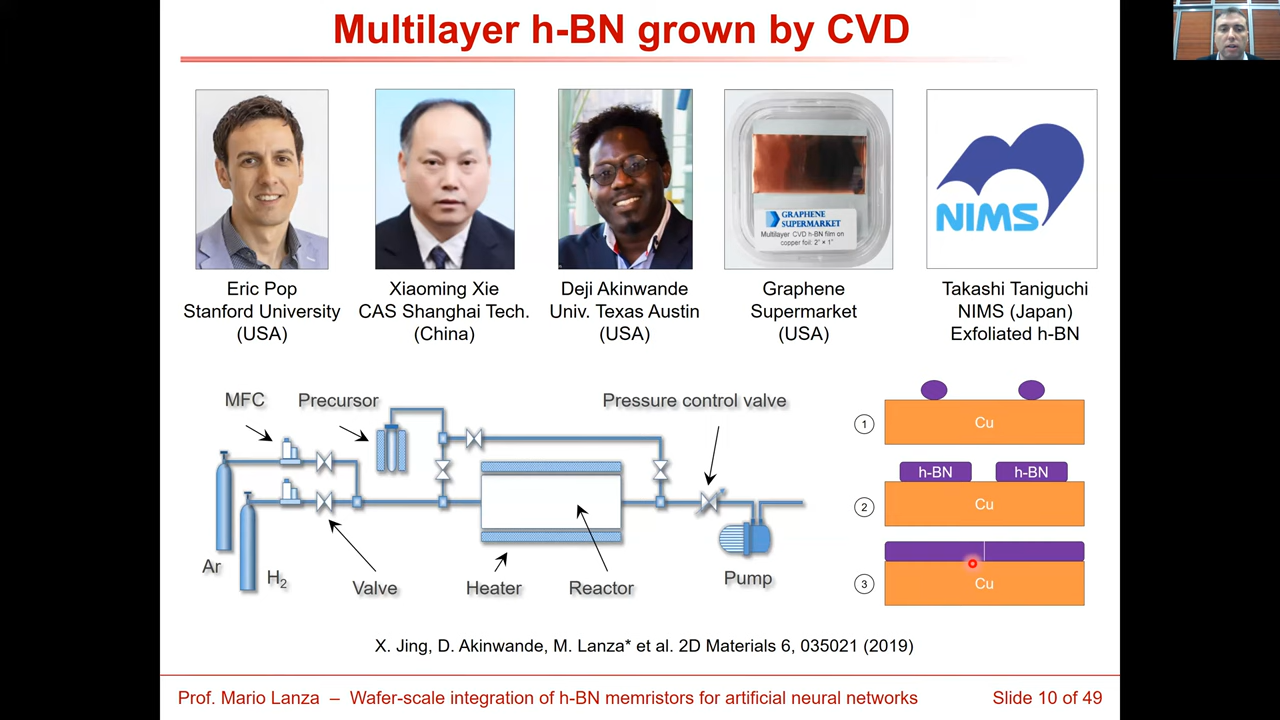 Multilayer h-BN grown by CVD
GRAPHENE
SUPERMARKET
Multilayer CVD h-BN film on
copper foil: 2" × 1"
NIMS
Eric Pop
Stanford University
(USA)
Xiaoming Xie
CAS Shanghai Tech.
(China)
Deji Akinwande
Univ. Texas Austin
(USA)
Graphene
Supermarket
(USA)
Takashi Taniguchi
NIMS (Japan)
Exfoliated h-BN
MFC
Precursor
Pressure control valve
Ar
H2
Valve
Heater
Reactor
Pump
1
Cu
h-BN
h-BN
2
Cu
3
Cu
X. Jing, D. Akinwande, M. Lanza* et al. 2D Materials 6, 035021 (2019)
Prof. Mario Lanza – Wafer-scale integration of h-BN memristors for artificial neural networks
Slide 10 of 49